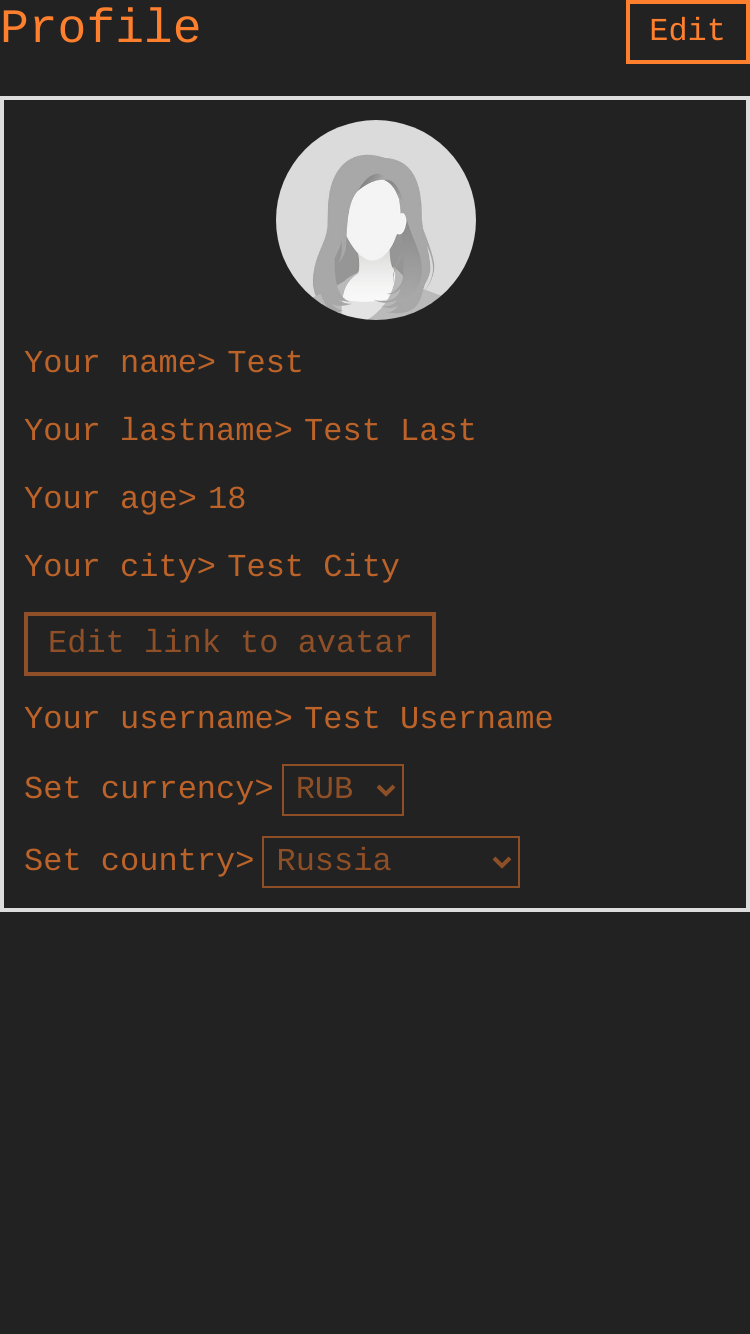 Profile
Edit
Your name> Test
Your lastname> Test Last
Your age> 18
Your city> Test City
Edit link to avatar
Your username> Test Username
Set currency> RUB
Set country> Russia